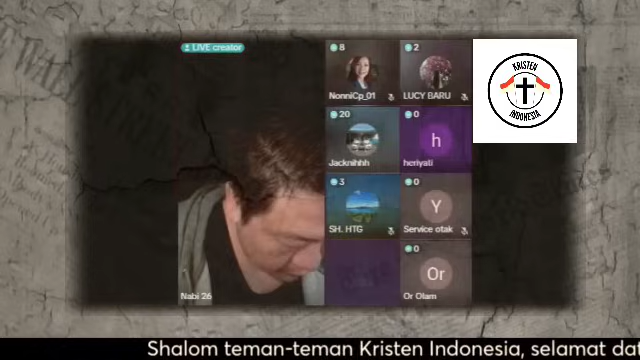 LIVE creator
8
2
NonniCp_01
LUCY BARU
KRISTEN
INDONESIA
20
0
h
Jacknihhh
heriyati
3
0
Y
SH. HTG
Service otak
0
Or
Nabi 26
Or Olam
Shalom teman-teman Kristen Indonesia, selamat dat